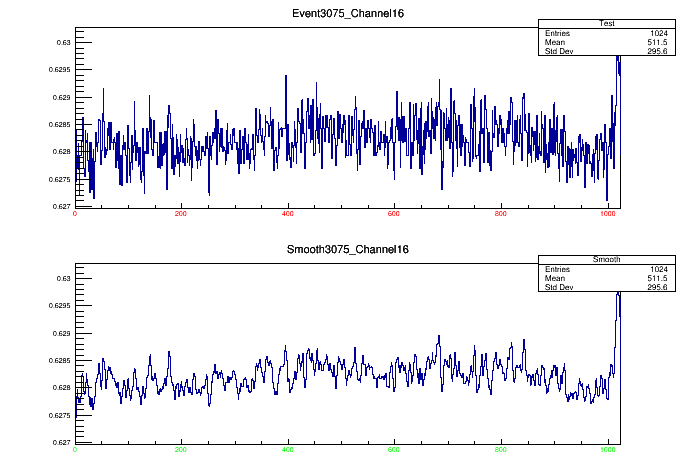 Event3075_Channel16
Test
Entries 1024
Mean 511.5
Std Dev 295.6
0.63
0.6295
0.629
0.6285
0.628
0.6275
0.627
0 200 400 600 800 1000
Smooth3075_Channel16
Smooth
Entries 1024
Mean 511.5
Std Dev 295.6
0.63
0.6295
0.629
0.6285
0.628
0.6275
0.627
0 200 400 600 800 1000